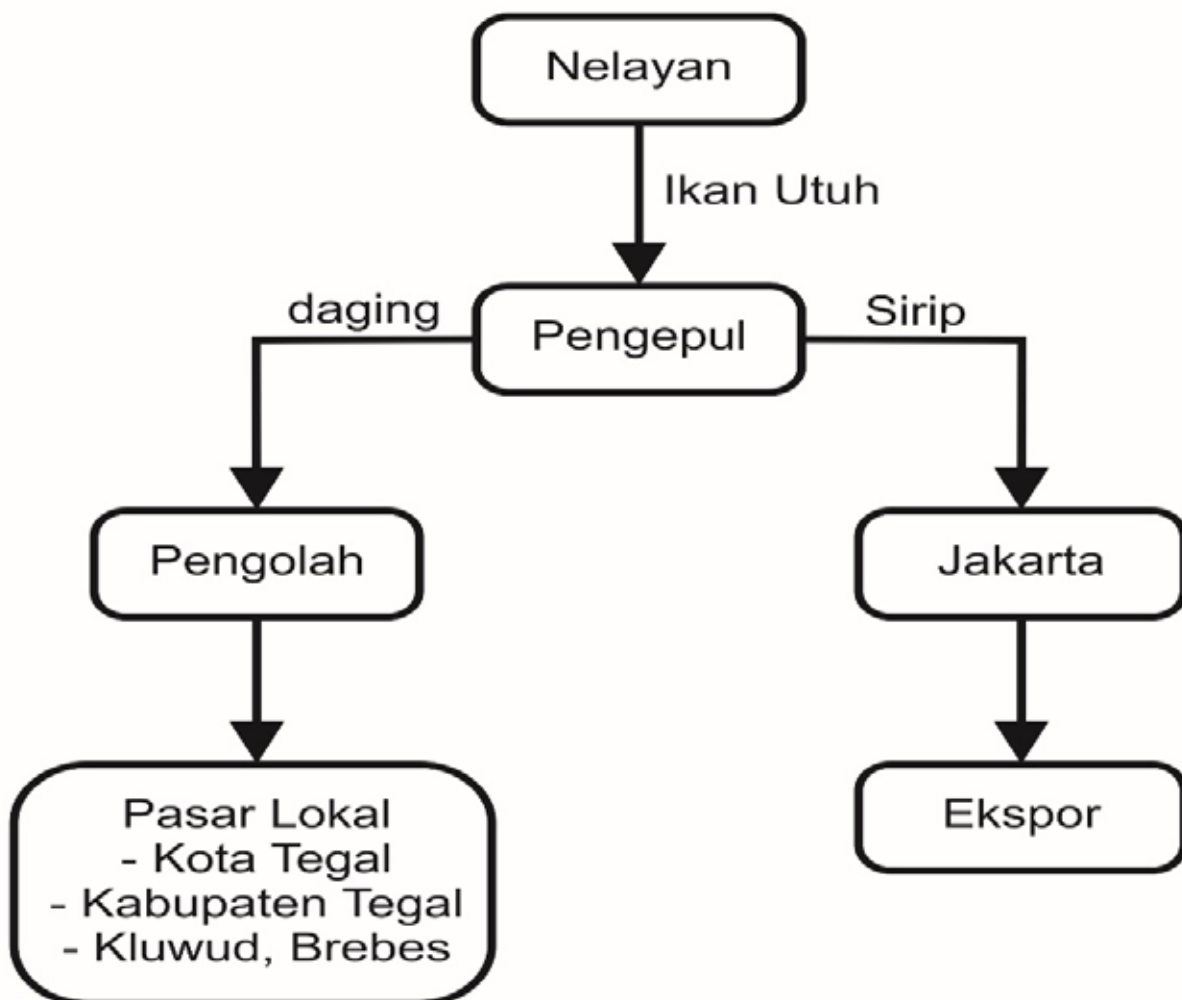 Nelayan
Ikan Utuh
daging
Pengepul
Sirip
Pengolah
Jakarta
Pasar Lokal
- Kota Tegal
- Kabupaten Tegal
- Kluwud, Brebes
Ekspor